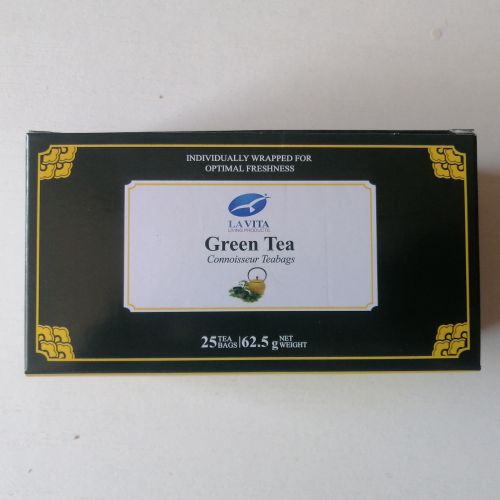 INDIVIDUALLY WRAPPED FOR
OPTIMAL FRESHNESS
LA VITA
LIVING PRODUCTS
Green Tea
Connoisseur Teabags
25 TEA BAGS | 62.5 g NET WEIGHT